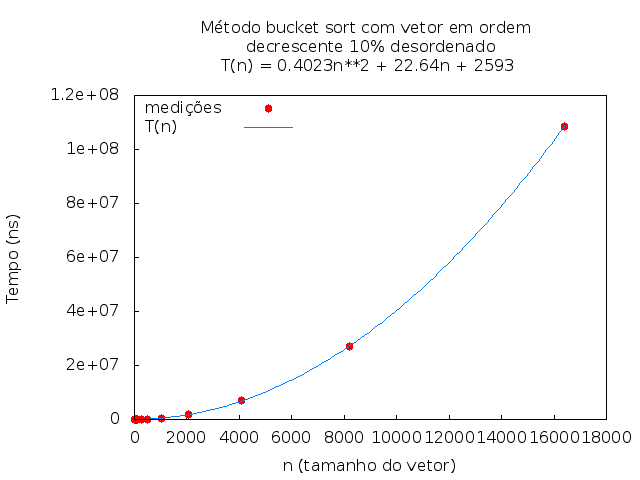 Método bucket sort com vetor em ordem
decrescente 10% desordenado
T(n) = 0.4023n**2 + 22.64n + 2593
1.2e+08
1e+08
8e+07
6e+07
4e+07
2e+07
0
medições
T(n)
Tempo (ns)
0 2000 4000 6000 8000 10000 12000 14000 16000 18000
n (tamanho do vetor)